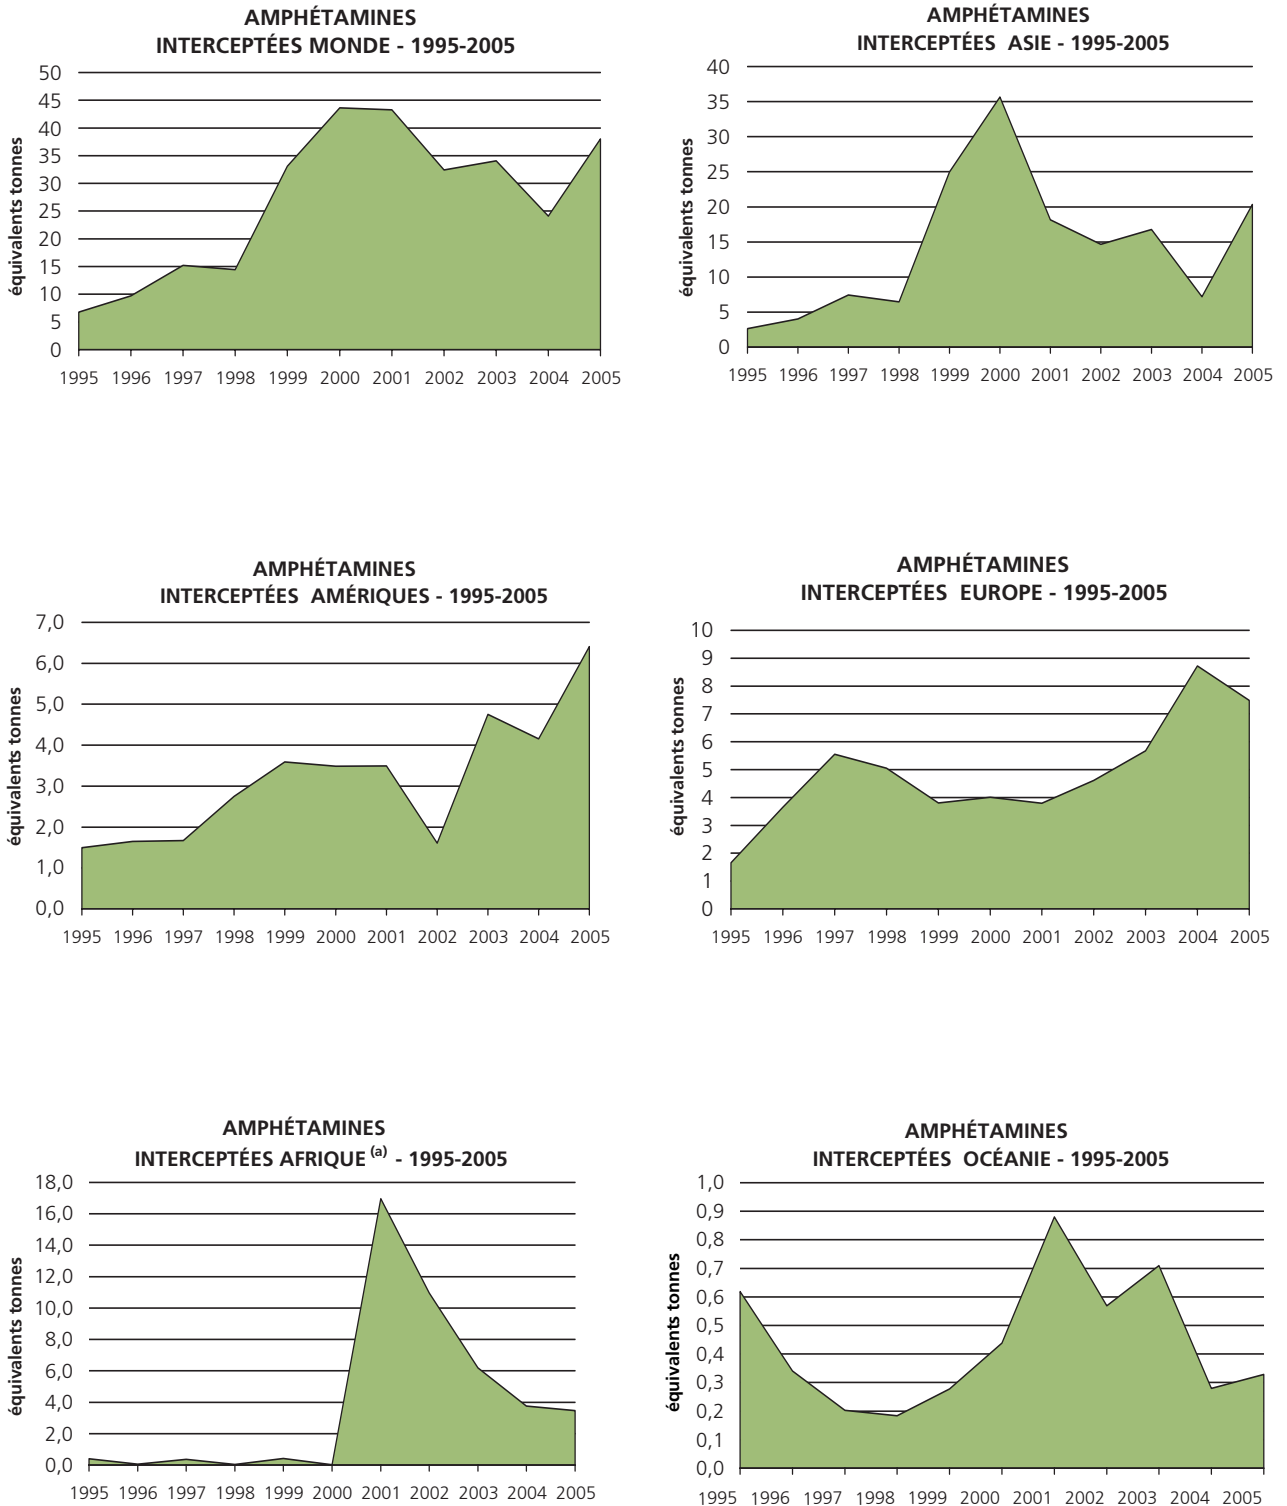 AMPHÉTAMINES
INTERCEPTÉES MONDE - 1995-2005
équivalents tonnes
50
45
40
35
30
25
20
15
10
5
0
1995 1996 1997 1998 1999 2000 2001 2002 2003 2004 2005
AMPHÉTAMINES
INTERCEPTÉES ASIE - 1995-2005
équivalents tonnes
40
35
30
25
20
15
10
5
0
1995 1996 1997 1998 1999 2000 2001 2002 2003 2004 2005
AMPHÉTAMINES
INTERCEPTÉES AMÉRIQUES - 1995-2005
équivalents tonnes
7,0
6,0
5,0
4,0
3,0
2,0
1,0
0,0
1995 1996 1997 1998 1999 2000 2001 2002 2003 2004 2005
AMPHÉTAMINES
INTERCEPTÉES EUROPE - 1995-2005
équivalents tonnes
10
9
8
7
6
5
4
3
2
1
0
1995 1996 1997 1998 1999 2000 2001 2002 2003 2004 2005
AMPHÉTAMINES
INTERCEPTÉES AFRIQUE (a) - 1995-2005
équivalents tonnes
18,0
16,0
14,0
12,0
10,0
8,0
6,0
4,0
2,0
0,0
1995 1996 1997 1998 1999 2000 2001 2002 2003 2004 2005
AMPHÉTAMINES
INTERCEPTÉES OCÉANIE - 1995-2005
équivalents tonnes
1,0
0,9
0,8
0,7
0,6
0,5
0,4
0,3
0,2
0,1
0,0
1995 1996 1997 1998 1999 2000 2001 2002 2003 2004 2005